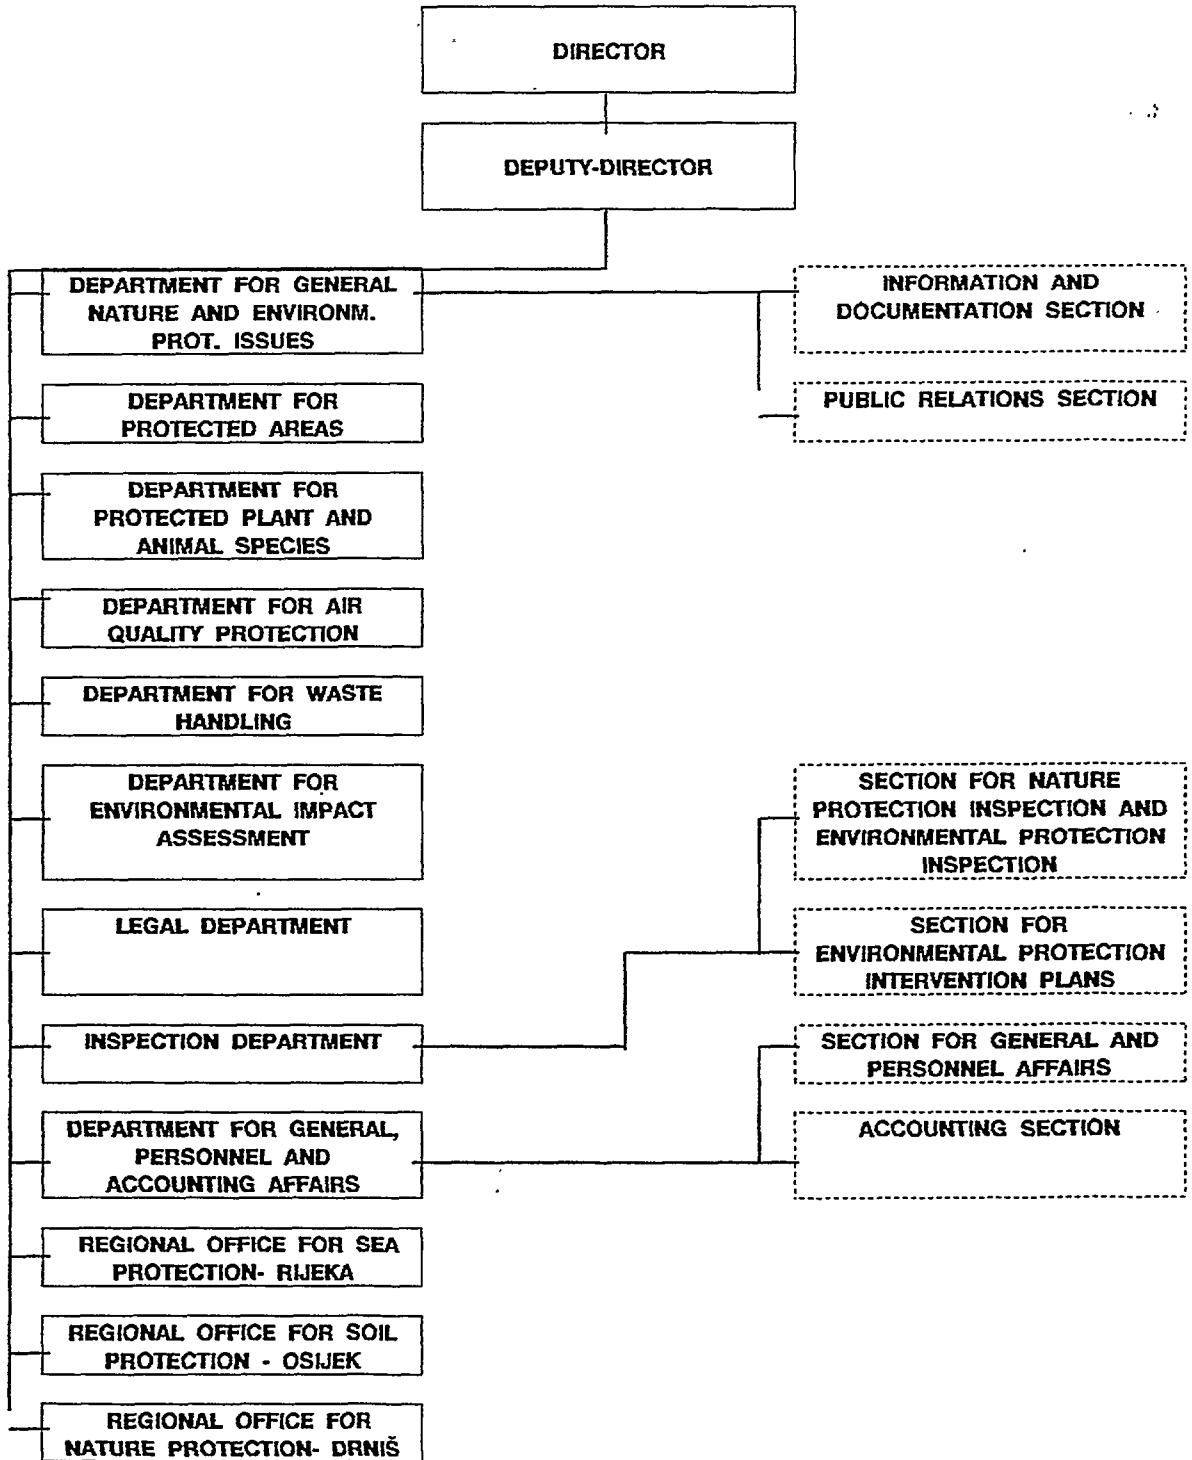 DIRECTOR
DEPUTY-DIRECTOR
DEPARTMENT FOR GENERAL
NATURE AND ENVIRONM.
PROT. ISSUES
INFORMATION AND
DOCUMENTATION SECTION
DEPARTMENT FOR
PROTECTED AREAS
PUBLIC RELATIONS SECTION
DEPARTMENT FOR
PROTECTED PLANT AND
ANIMAL SPECIES
DEPARTMENT FOR AIR
QUALITY PROTECTION
DEPARTMENT FOR WASTE
HANDLING
DEPARTMENT FOR
ENVIRONMENTAL IMPACT
ASSESSMENT
SECTION FOR NATURE
PROTECTION INSPECTION AND
ENVIRONMENTAL PROTECTION
INSPECTION
LEGAL DEPARTMENT
SECTION FOR
ENVIRONMENTAL PROTECTION
INTERVENTION PLANS
INSPECTION DEPARTMENT
SECTION FOR GENERAL AND
PERSONNEL AFFAIRS
DEPARTMENT FOR GENERAL,
PERSONNEL AND
ACCOUNTING AFFAIRS
ACCOUNTING SECTION
REGIONAL OFFICE FOR SEA
PROTECTION- RIJEKA
REGIONAL OFFICE FOR SOIL
PROTECTION - OSIJEK
REGIONAL OFFICE FOR
NATURE PROTECTION- DRNIŠ